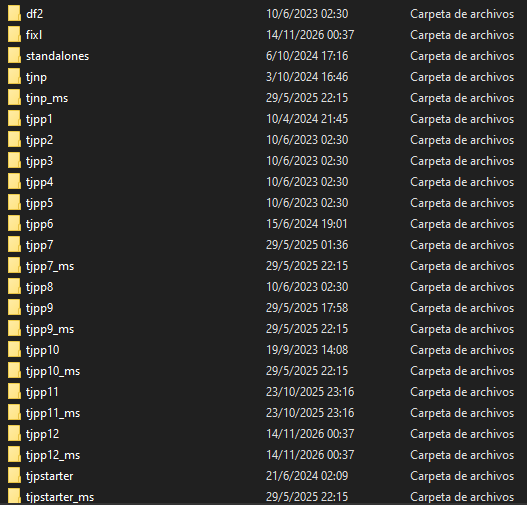 df2 10/6/2023 02:30 Carpeta de archivos
fixl 14/11/2026 00:37 Carpeta de archivos
standalones 6/10/2024 17:16 Carpeta de archivos
tjnp 3/10/2024 16:46 Carpeta de archivos
tjnp_ms 29/5/2025 22:15 Carpeta de archivos
tjpp1 10/4/2024 21:45 Carpeta de archivos
tjpp2 10/6/2023 02:30 Carpeta de archivos
tjpp3 10/6/2023 02:30 Carpeta de archivos
tjpp4 10/6/2023 02:30 Carpeta de archivos
tjpp5 10/6/2023 02:30 Carpeta de archivos
tjpp6 15/6/2024 19:01 Carpeta de archivos
tjpp7 29/5/2025 01:36 Carpeta de archivos
tjpp7_ms 29/5/2025 22:15 Carpeta de archivos
tjpp8 10/6/2023 02:30 Carpeta de archivos
tjpp9 29/5/2025 17:58 Carpeta de archivos
tjpp9_ms 29/5/2025 22:15 Carpeta de archivos
tjpp10 19/9/2023 14:08 Carpeta de archivos
tjpp10_ms 29/5/2025 22:15 Carpeta de archivos
tjpp11 23/10/2025 23:16 Carpeta de archivos
tjpp11_ms 23/10/2025 23:16 Carpeta de archivos
tjpp12 14/11/2026 00:37 Carpeta de archivos
tjpp12_ms 14/11/2026 00:37 Carpeta de archivos
tjpstarter 21/6/2024 02:09 Carpeta de archivos
tjpstarter_ms 29/5/2025 22:15 Carpeta de archivos